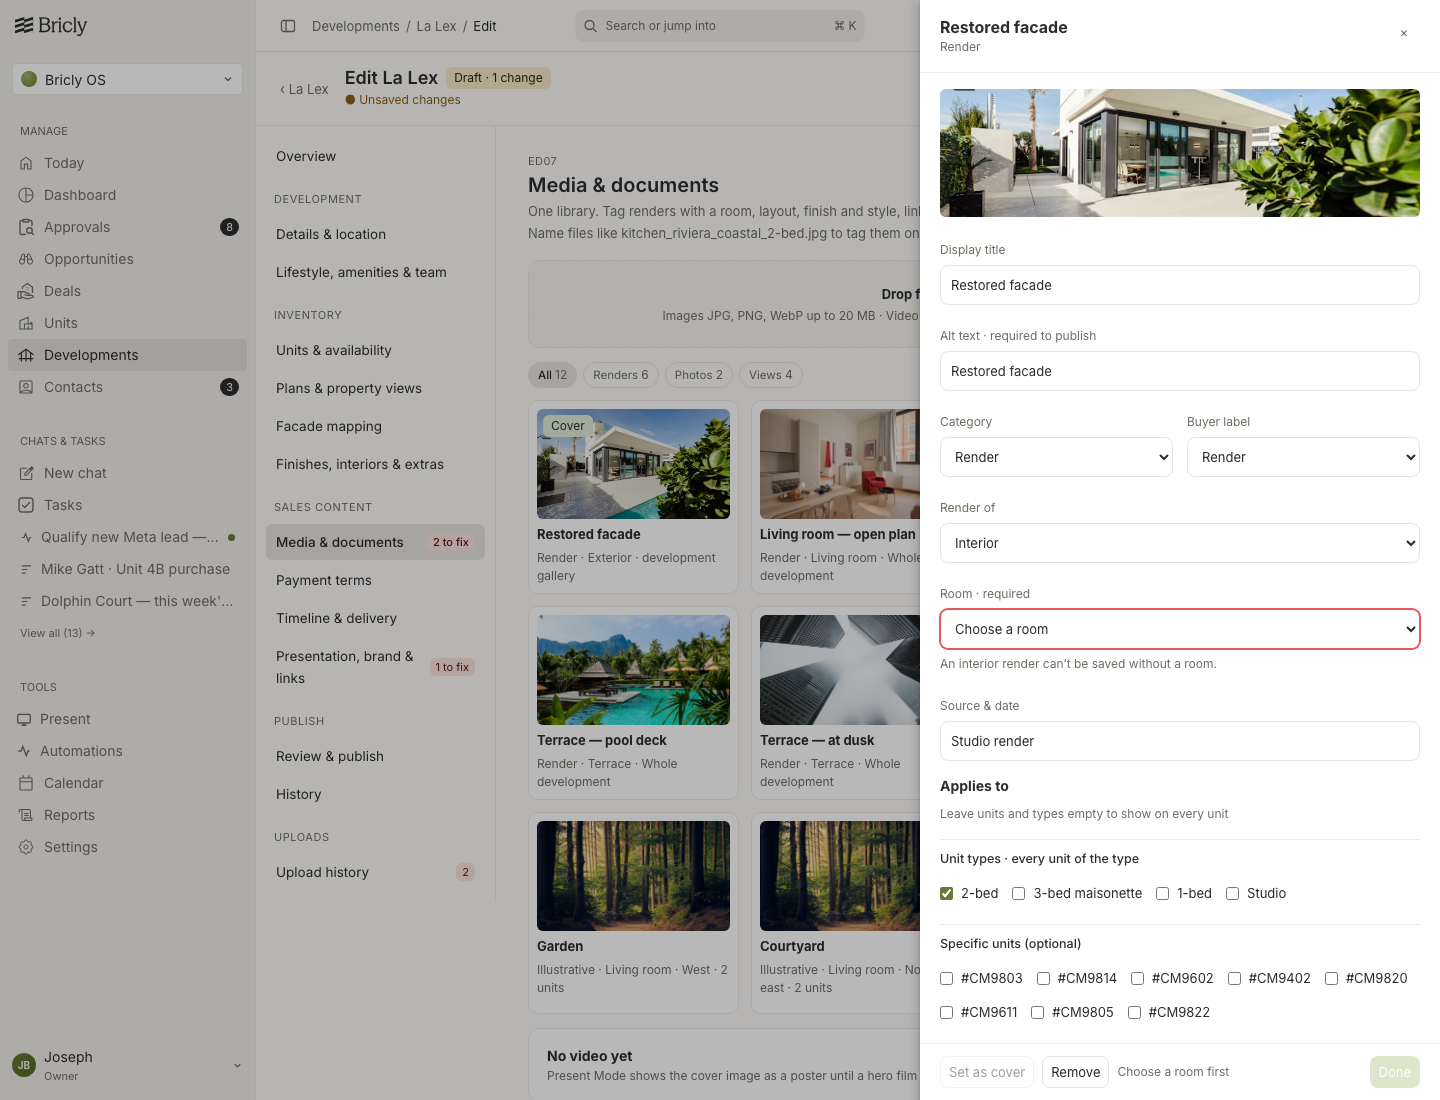 Bricly
Bricly OS
MANAGE
Today
Dashboard
Approvals 8
Opportunities
Deals
Units
Developments
Contacts 3
CHATS & TASKS
New chat
Tasks
Qualify new Meta lead —...
Mike Gatt · Unit 4B purchase
Dolphin Court — this week'...
View all (13) →
TOOLS
Present
Automations
Calendar
Reports
Settings
JB
Joseph
Owner
Developments / La Lex / Edit
Search or jump into ⌘ K
‹ La Lex
Edit La Lex Draft · 1 change
Unsaved changes
Overview
DEVELOPMENT
Details & location
Lifestyle, amenities & team
INVENTORY
Units & availability
Plans & property views
Facade mapping
Finishes, interiors & extras
SALES CONTENT
Media & documents 2 to fix
Payment terms
Timeline & delivery
Presentation, brand &
links
1 to fix
PUBLISH
Review & publish
History
UPLOADS
Upload history 2
ED07
Media & documents
One library. Tag renders with a room, layout, finish and style, lin
Name files like kitchen_riviera_coastal_2-bed.jpg to tag them on
Drop f
Images JPG, PNG, WebP up to 20 MB · Video
All 12 Renders 6 Photos 2 Views 4
Cover
Restored facade
Render · Exterior · development
gallery
Living room — open plan
Render · Living room · Whole
development
Terrace — pool deck
Render · Terrace · Whole
development
Terrace — at dusk
Render · Terrace · Whole
development
Garden
Illustrative · Living room · West · 2
units
Courtyard
Illustrative · Living room · No
east · 2 units
No video yet
Present Mode shows the cover image as a poster until a hero film
Restored facade ×
Render
Display title
Restored facade
Alt text · required to publish
Restored facade
Category Buyer label
Render Render
Render of
Interior
Room · required
Choose a room
An interior render can't be saved without a room.
Source & date
Studio render
Applies to
Leave units and types empty to show on every unit
Unit types · every unit of the type
2-bed 3-bed maisonette 1-bed Studio
Specific units (optional)
#CM9803 #CM9814 #CM9602 #CM9402 #CM9820
#CM9611 #CM9805 #CM9822
Set as cover Remove Choose a room first Done